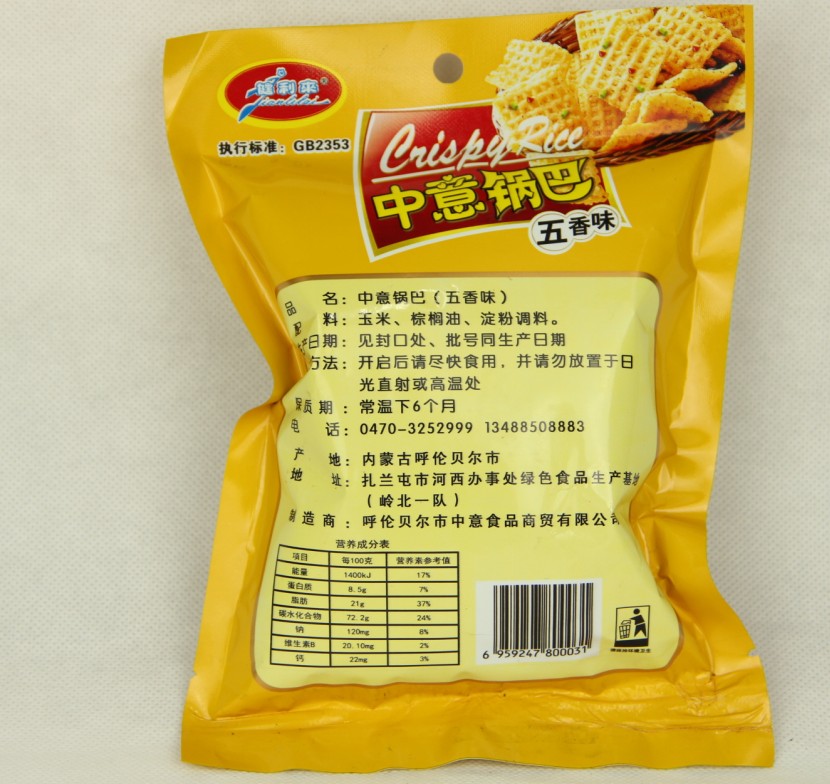 健利來
执行标准：GB2353
Crispy Rice
中意锅巴
五香味
品 名：中意锅巴（五香味）
配 料：玉米、棕榈油、淀粉调料。
产日期：见封口处、批号同生产日期
方法：开启后请尽快食用，并请勿放置于日
光直射或高温处
保质期：常温下6个月
电 话：0470-3252999 13488508883
产 地：内蒙古呼伦贝尔市
地 址：扎兰屯市河西办事处绿色食品生产基地
（岭北一队）
制造商：呼伦贝尔市中意食品商贸有限公司
营养成分表
项目 每100克 营养素参考值
能量 1400kJ 17%
蛋白质 8.5g 7%
脂肪 21g 37%
碳水化合物 72.2g 24%
钠 120mg 8%
维生素B 20.10mg 2%
钙 22mg 3%
6 959247 800031